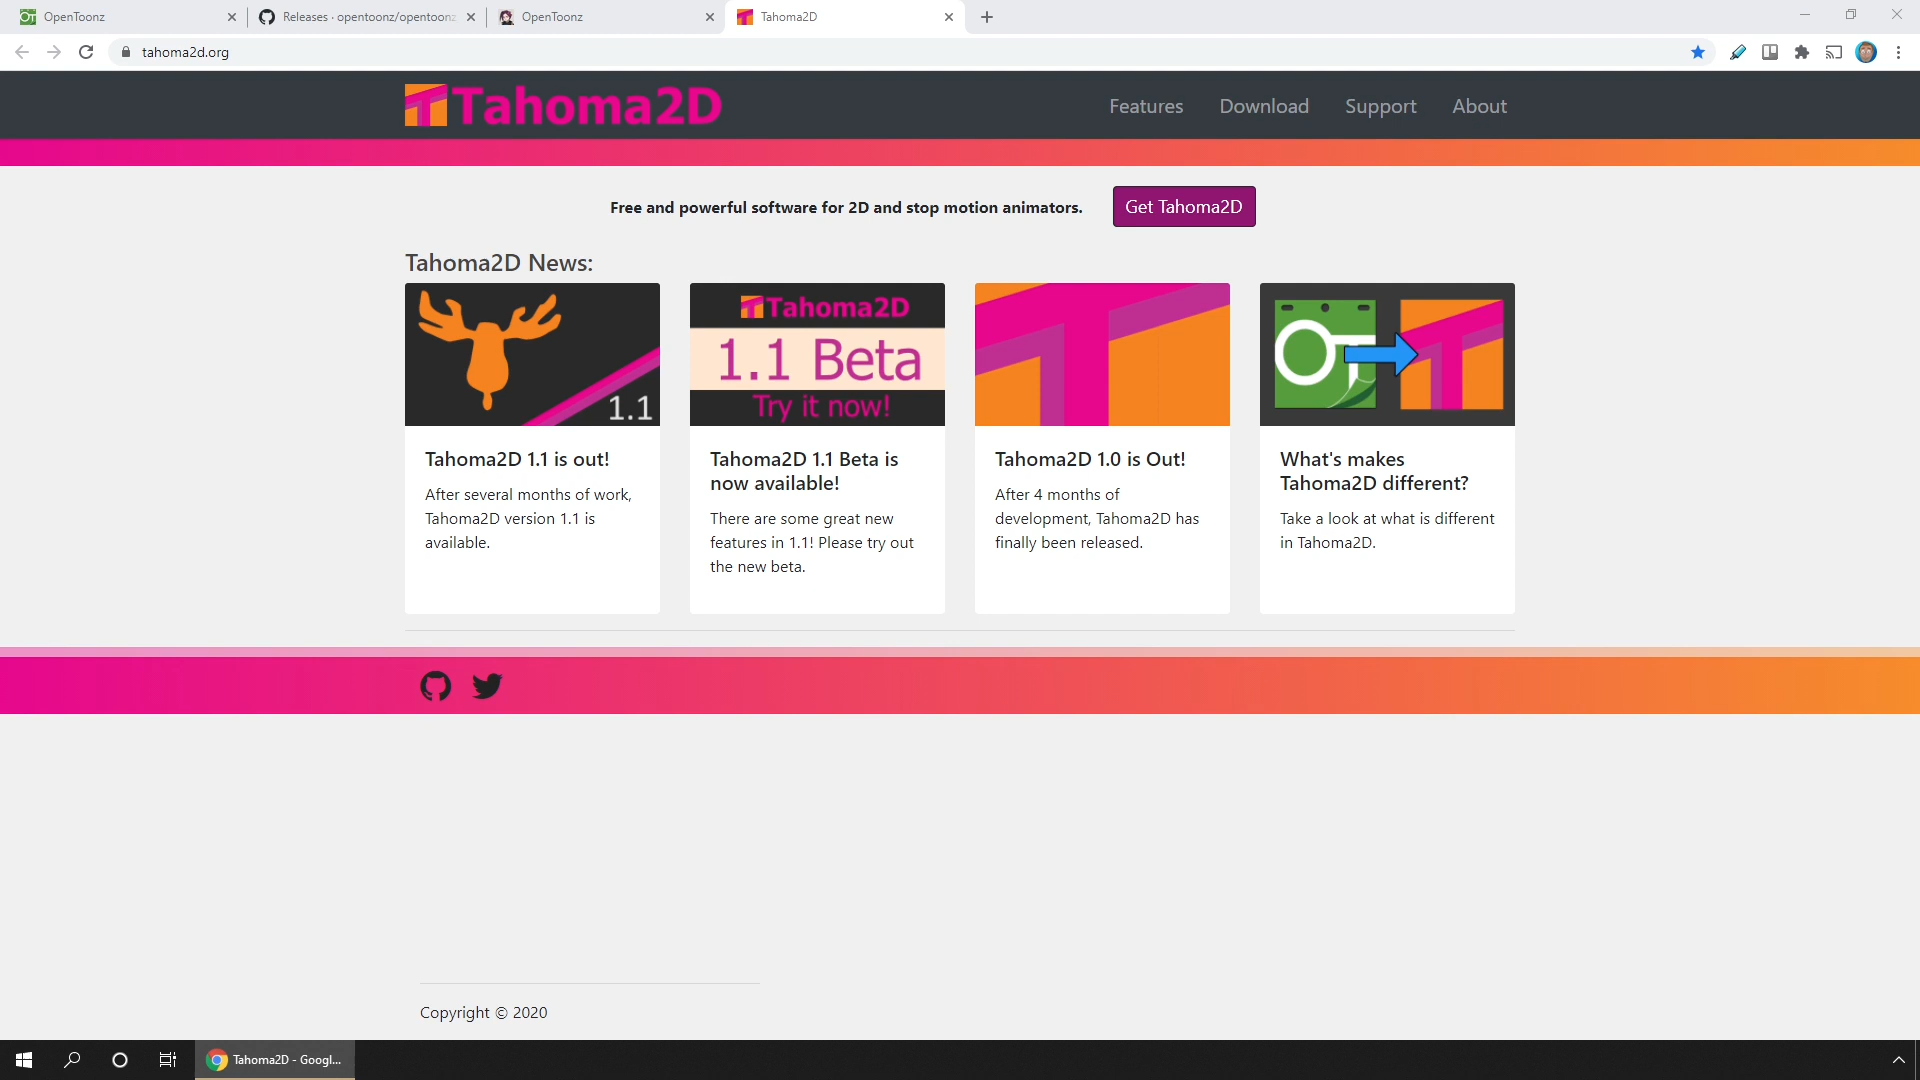 OpenToonz
Releases · opentoonz/opentoonz
OpenToonz
Tahoma2D
tahoma2d.org
Tahoma2D
Features
Download
Support
About
Free and powerful software for 2D and stop motion animators.
Get Tahoma2D
Tahoma2D News:
1.1
Tahoma2D 1.1 is out!
After several months of work,
Tahoma2D version 1.1 is
available.
Tahoma2D
1.1 Beta
Try it now!
Tahoma2D 1.1 Beta is
now available!
There are some great new
features in 1.1! Please try out
the new beta.
Tahoma2D 1.0 is Out!
After 4 months of
development, Tahoma2D has
finally been released.
OT
What's makes
Tahoma2D different?
Take a look at what is different
in Tahoma2D.
Copyright © 2020
Tahoma2D - Googl...